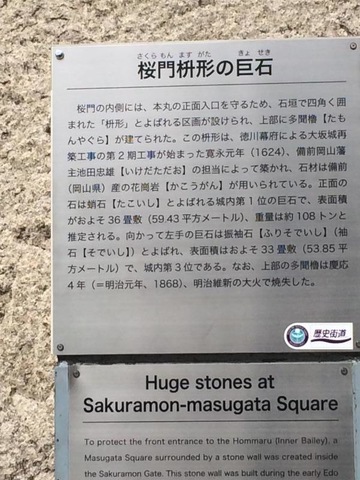 さくら もん ます がた きょ せき
桜門枡形の巨石
桜門の内側には、本丸の正面入口を守るため、石垣で四角く囲
まれた「枡形」とよばれる区画が設けられ、上部に多聞櫓【たも
んやぐら】が建てられた。この枡形は、徳川幕府による大坂城再
築工事の第2期工事が始まった寛永元年（1624）、備前岡山藩
主池田忠雄【いけだただお】の担当によって築かれ、石材は備前
（岡山県）産の花崗岩【かこうがん】が用いられている。正面の
石は蛸石【たこいし】とよばれる城内第1位の巨石で、表面積
がおよそ36畳敷（59.43平方メートル）、重量は約108トンと
推定される。向かって左手の巨石は振袖石【ふりそでいし】（袖
石【そでいし】）とよばれ、表面積はおよそ33畳敷（53.85平
方メートル）で、城内第3位である。なお、上部の多聞櫓は慶応
4年（＝明治元年、1868）、明治維新の大火で焼失した。
歴史街道
Huge stones at
Sakuramon-masugata Square
To protect the front entrance to the Hommaru (Inner Bailey), a
Masugata Square surrounded by a stone wall was created inside
the Sakuramon Gate. This stone wall was built during the early Edo